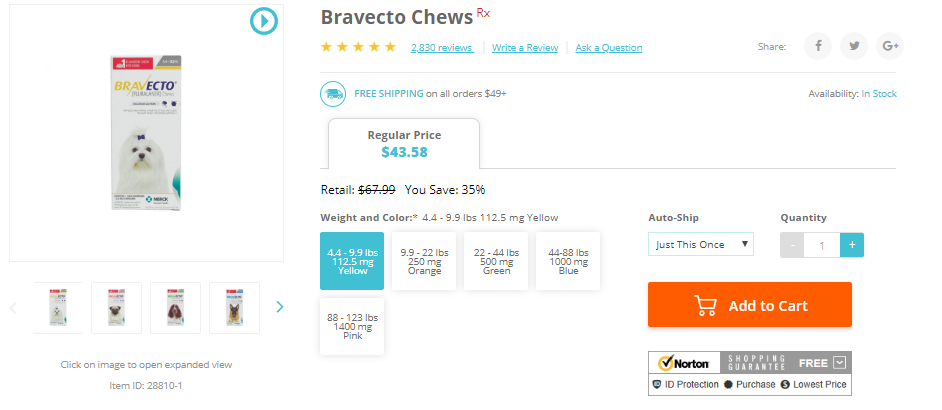 Bravecto Chews Rx
2,830 reviews Write a Review Ask a Question
Share:
G+
FREE SHIPPING on all orders $49+
Availability: In Stock
Regular Price
$43.58
Retail: $67.99 You Save: 35%
Weight and Color:* 4.4 - 9.9 lbs 112.5 mg Yellow
4.4 - 9.9 lbs
112.5 mg
Yellow
9.9 - 22 lbs
250 mg
Orange
22 - 44 lbs
500 mg
Green
44-88 lbs
1000 mg
Blue
88 - 123 lbs
1400 mg
Pink
Auto-Ship
Just This Once
Quantity
- 1 +
Add to Cart
Norton
SHOPPING
GUARANTEE
FREE
ID Protection Purchase $ Lowest Price
BRAVECTO
MERCK
Click on image to open expanded view
Item ID: 28810-1